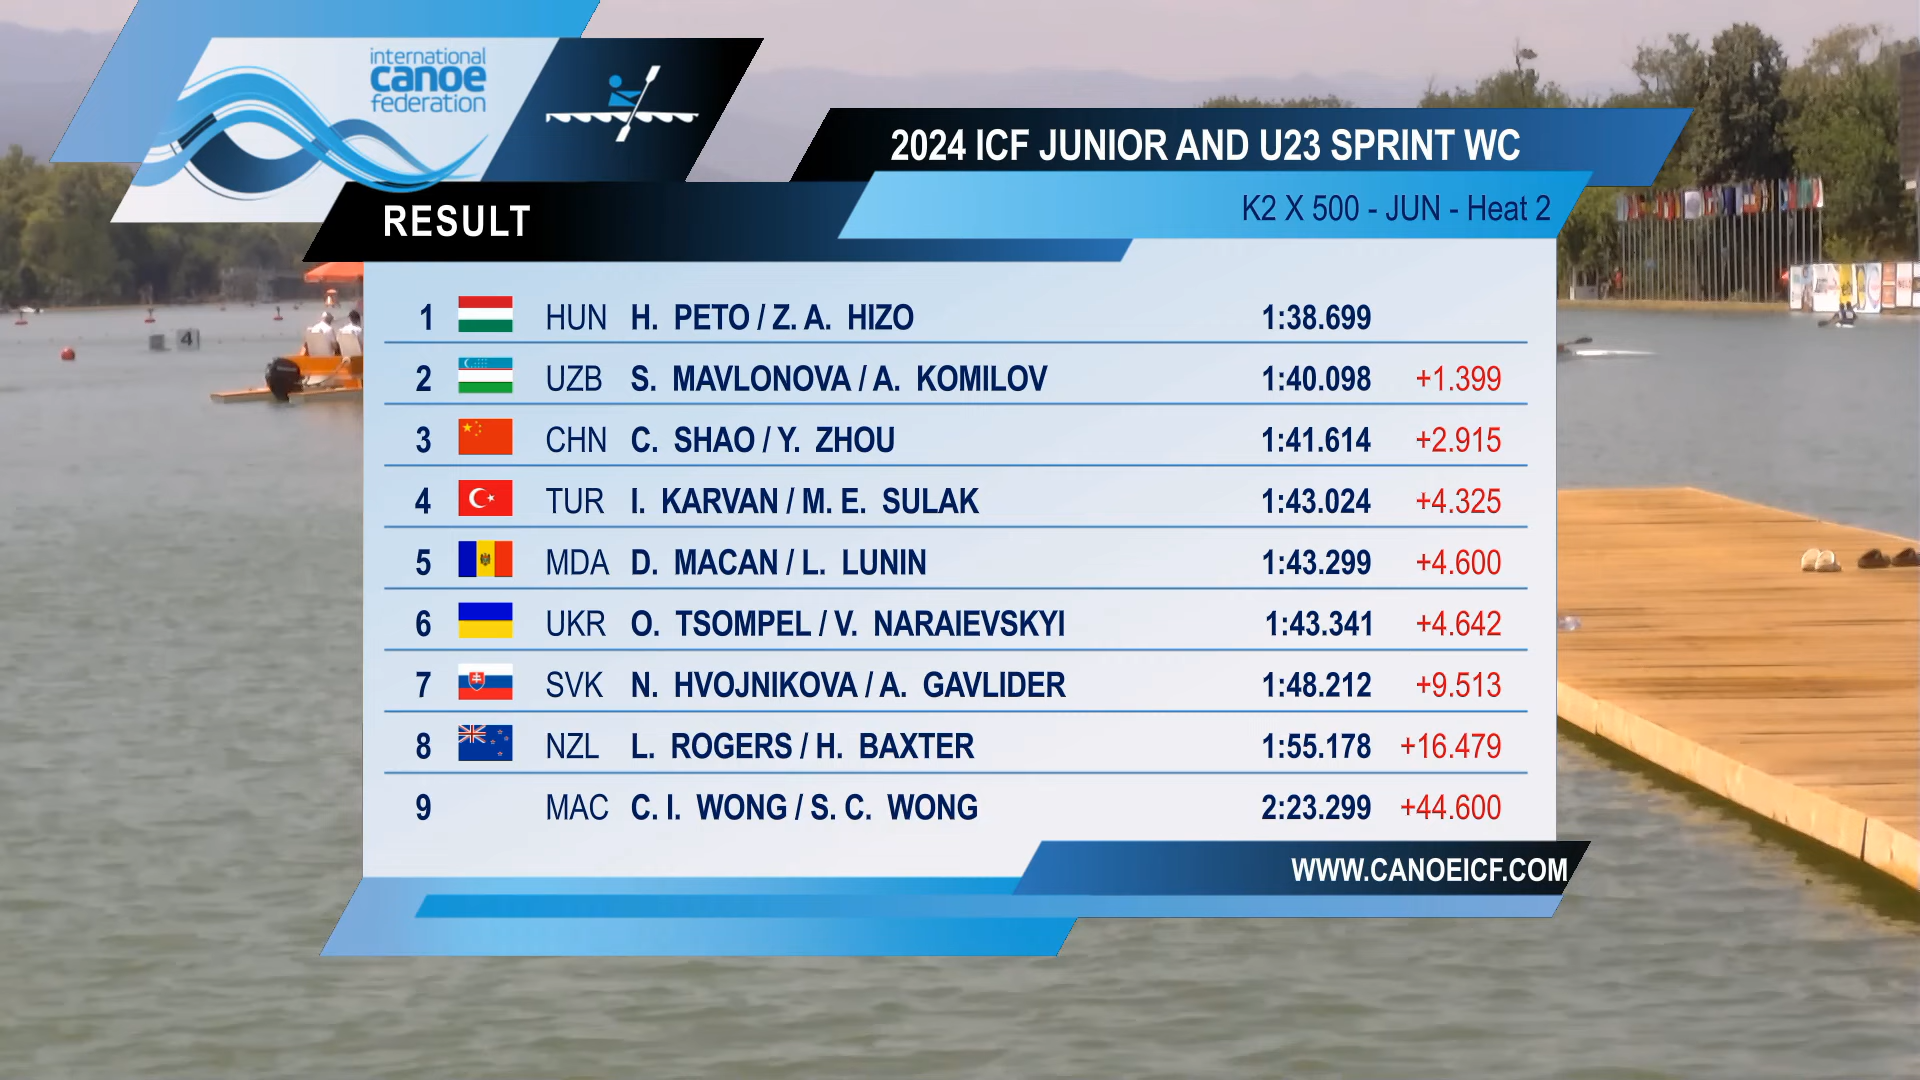 international
canoe
federation
2024 ICF JUNIOR AND U23 SPRINT WC
RESULT
K2 X 500 - JUN - Heat 2
1 HUN H. PETO / Z. A. HIZO 1:38.699
2 UZB S. MAVLONOVA / A. KOMILOV 1:40.098 +1.399
3 CHN C. SHAO / Y. ZHOU 1:41.614 +2.915
4 TUR I. KARVAN / M. E. SULAK 1:43.024 +4.325
5 MDA D. MACAN / L. LUNIN 1:43.299 +4.600
6 UKR O. TSOMPEL / V. NARAIEVSKYI 1:43.341 +4.642
7 SVK N. HVOJNIKOVA / A. GAVLIDER 1:48.212 +9.513
8 NZL L. ROGERS / H. BAXTER 1:55.178 +16.479
9 MAC C. I. WONG / S. C. WONG 2:23.299 +44.600
WWW.CANOEICF.COM
4